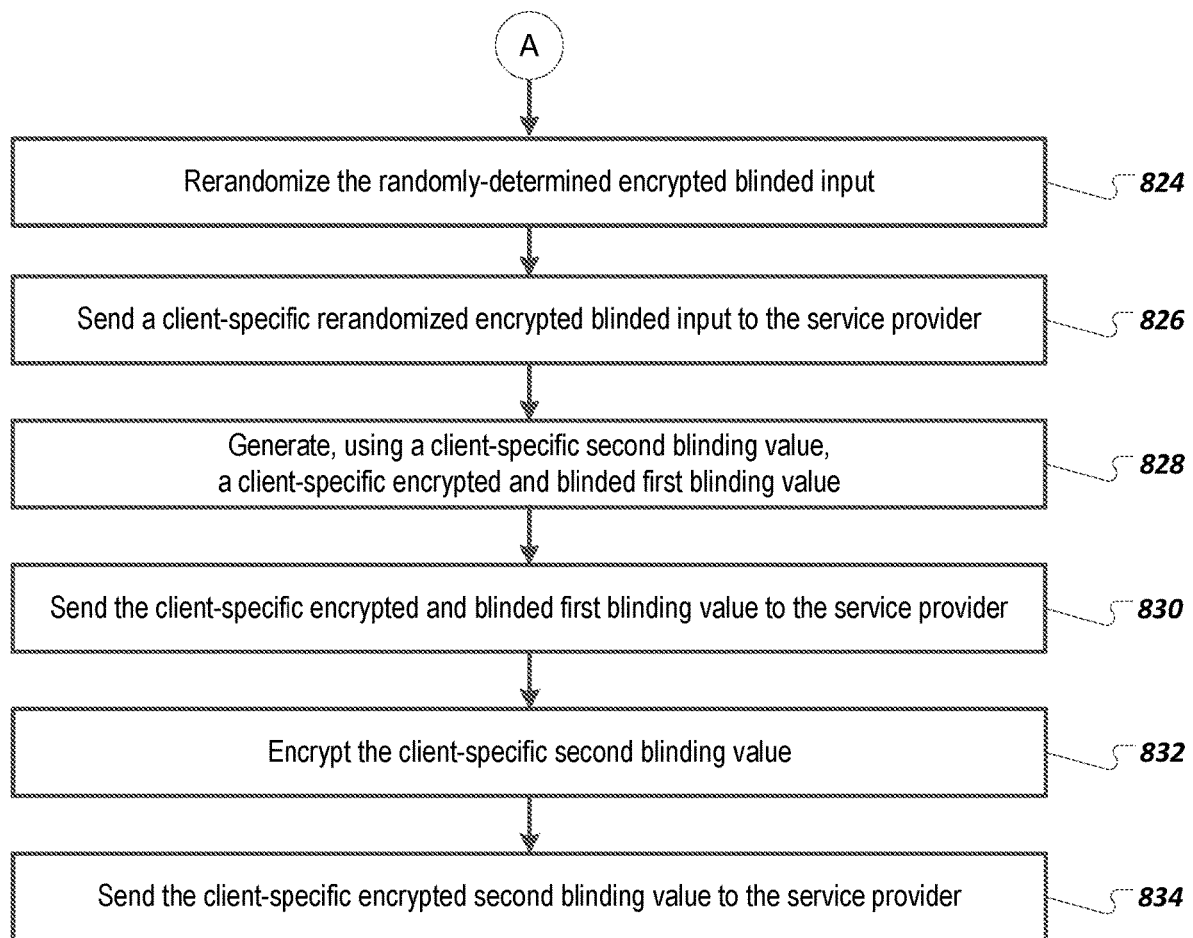 A
Rerandomize the randomly-determined encrypted blinded input
824
Send a client-specific rerandomized encrypted blinded input to the service provider
826
Generate, using a client-specific second blinding value,
a client-specific encrypted and blinded first blinding value
828
Send the client-specific encrypted and blinded first blinding value to the service provider
830
Encrypt the client-specific second blinding value
832
Send the client-specific encrypted second blinding value to the service provider
834